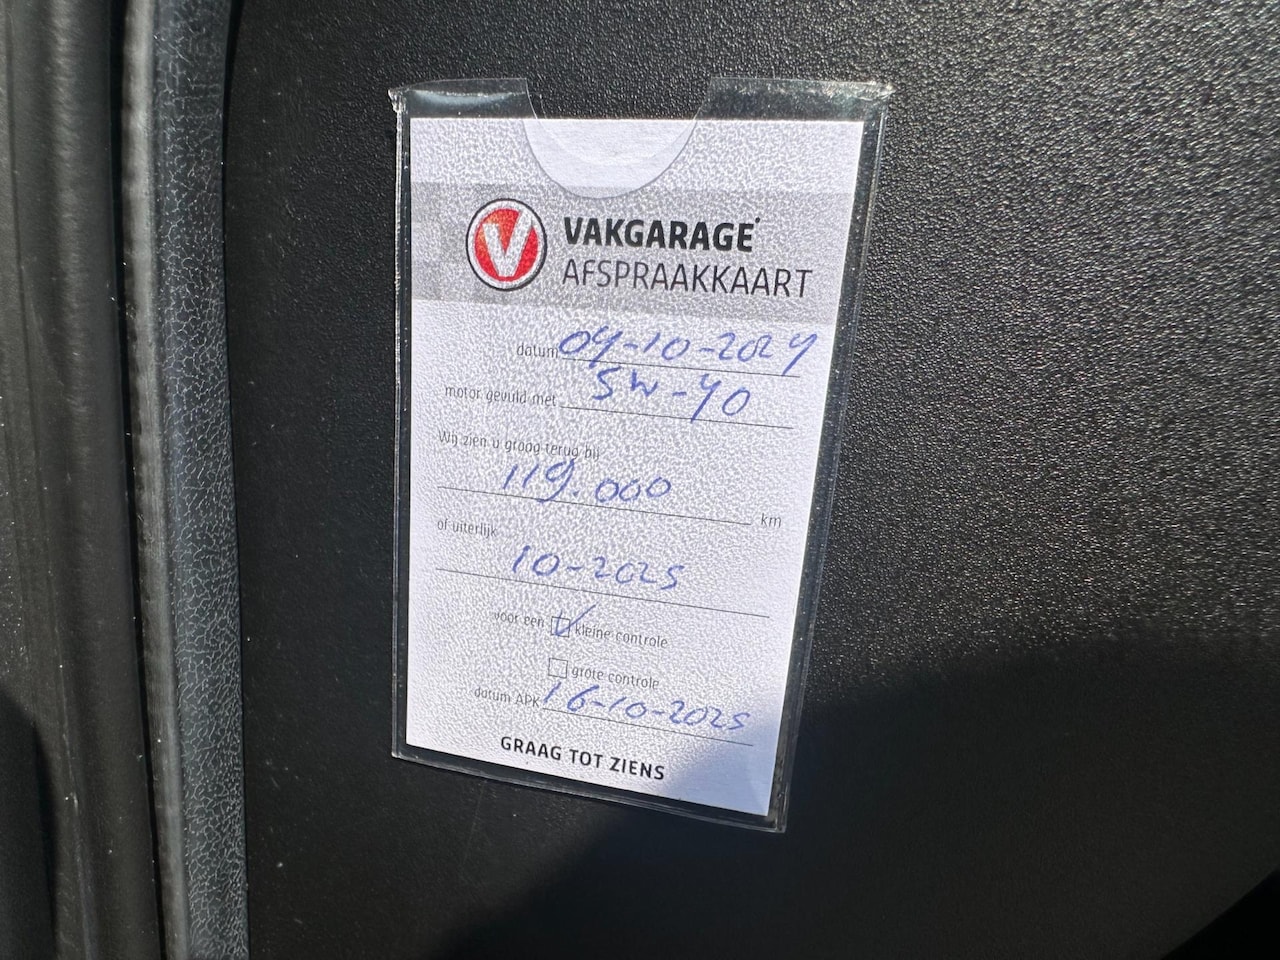 VAKGARAGE
AFSPRAAKKAART
datum 04-10-2024
motor gevuld met 5W-40
Wij zien u graag terug bij
119.000 km
of uiterlijk
10-2025
voor een kleine controle
grote controle
datum APK 16-10-2025
GRAAG TOT ZIENS